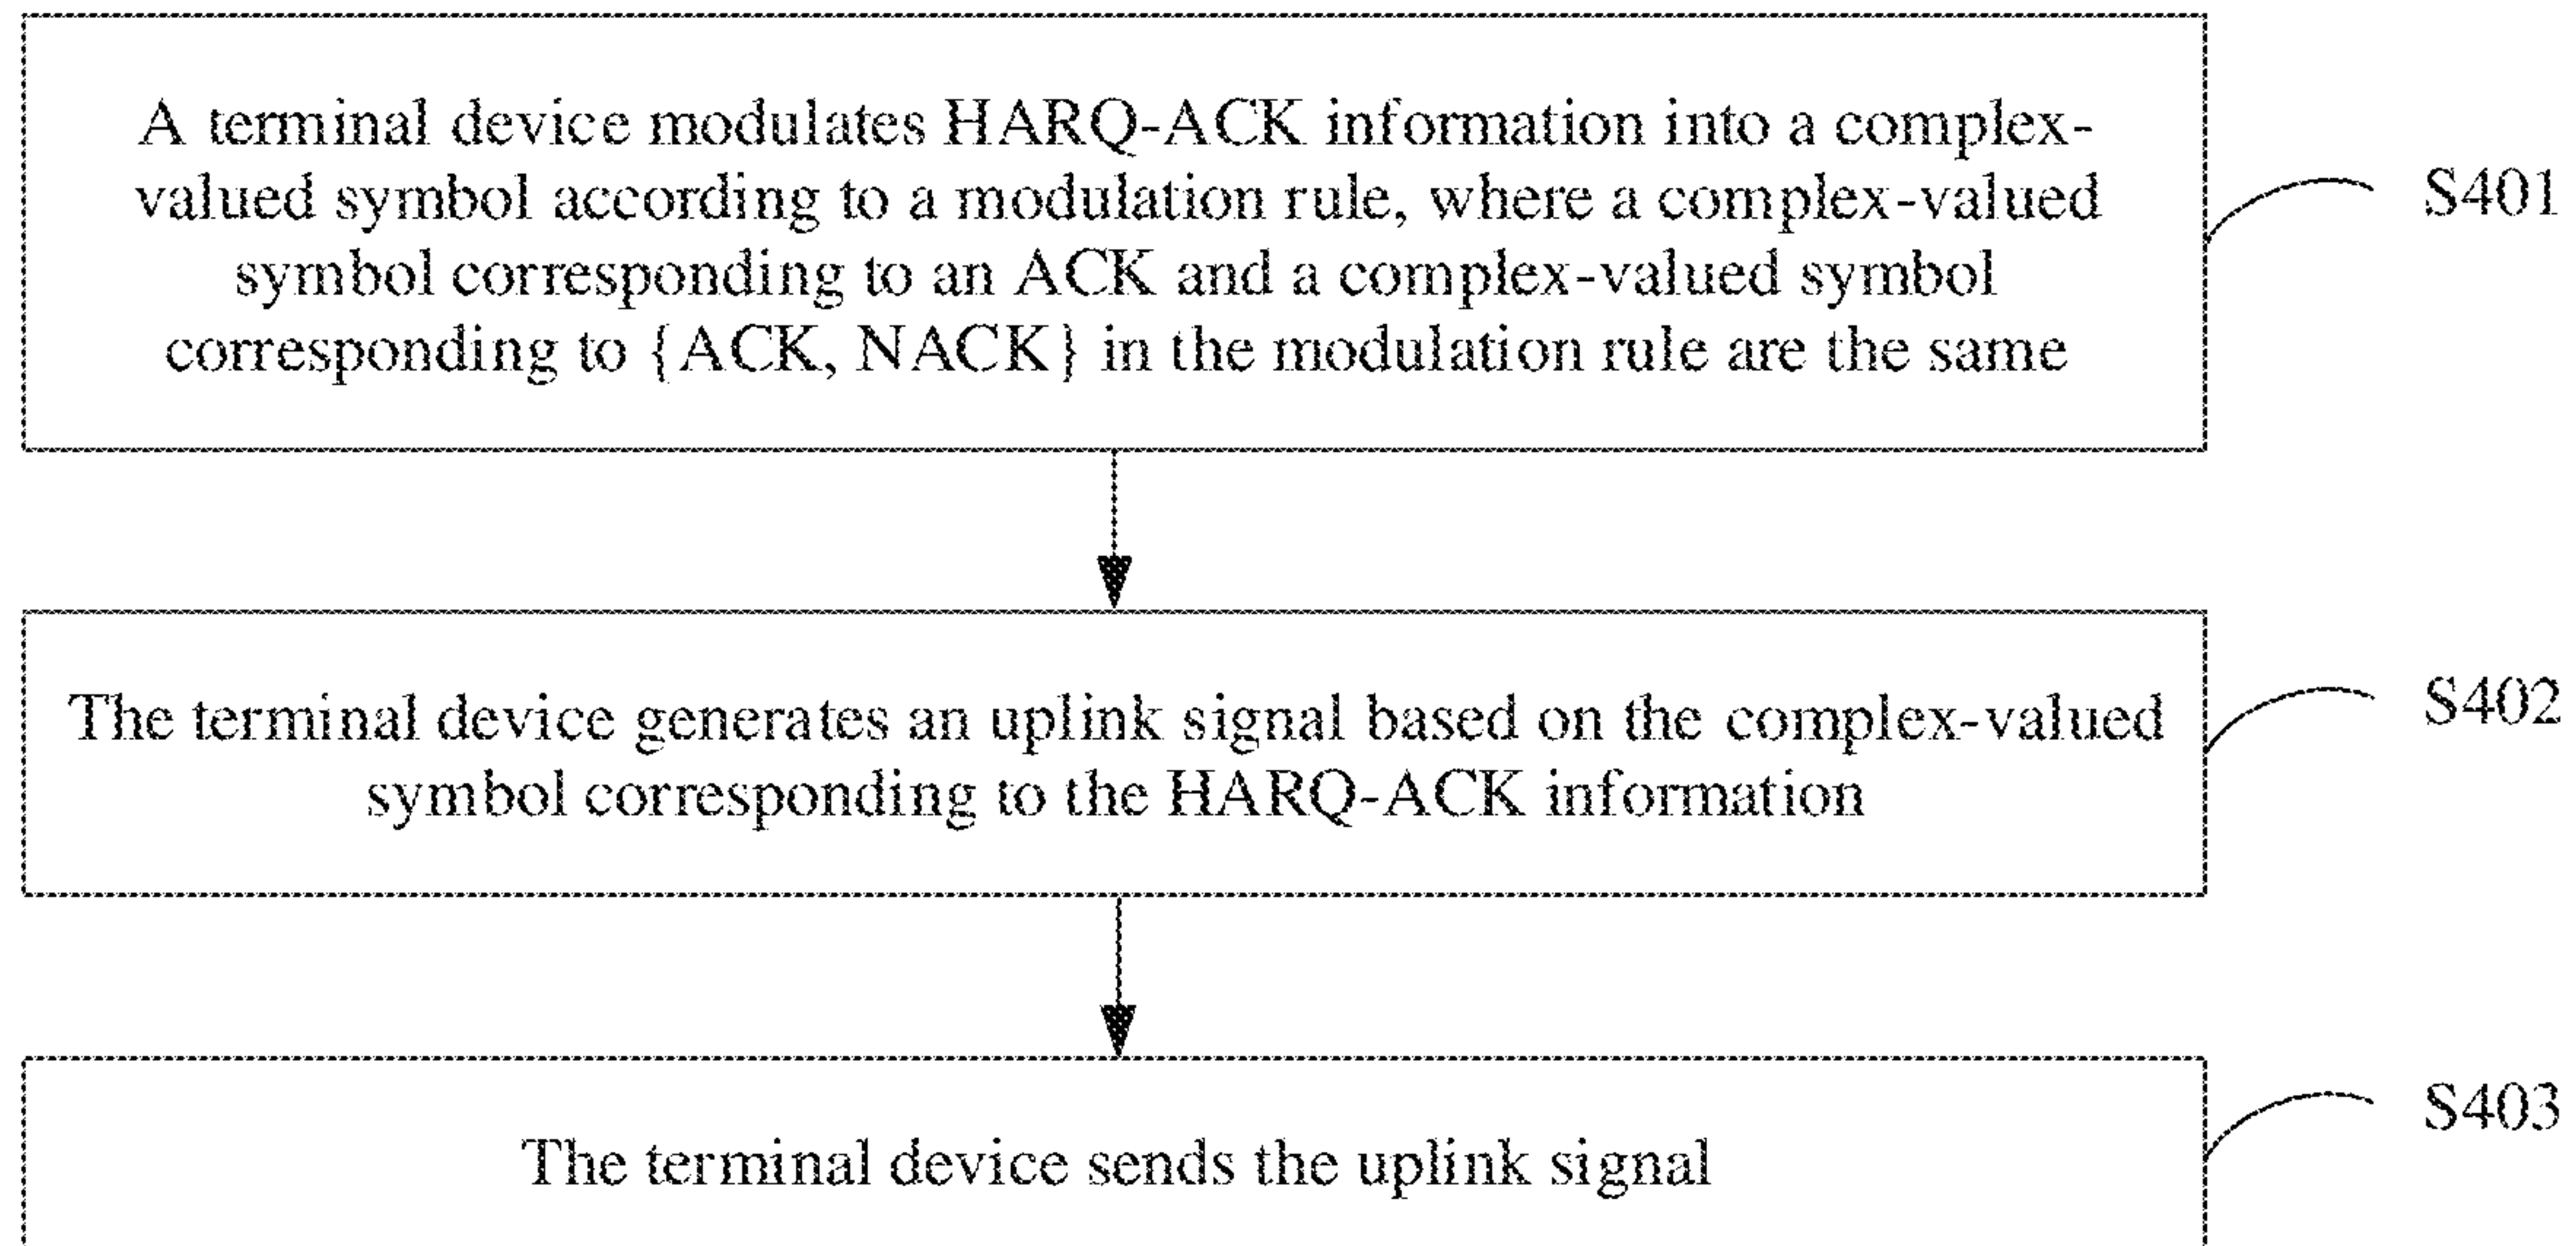 A terminal device modulates HARQ-ACK information into a complex-
valued symbol according to a modulation rule, where a complex-valued
symbol corresponding to an ACK and a complex-valued symbol
corresponding to {ACK, NACK} in the modulation rule are the same
S401
The terminal device generates an uplink signal based on the complex-valued
symbol corresponding to the HARQ-ACK information
S402
The terminal device sends the uplink signal
S403